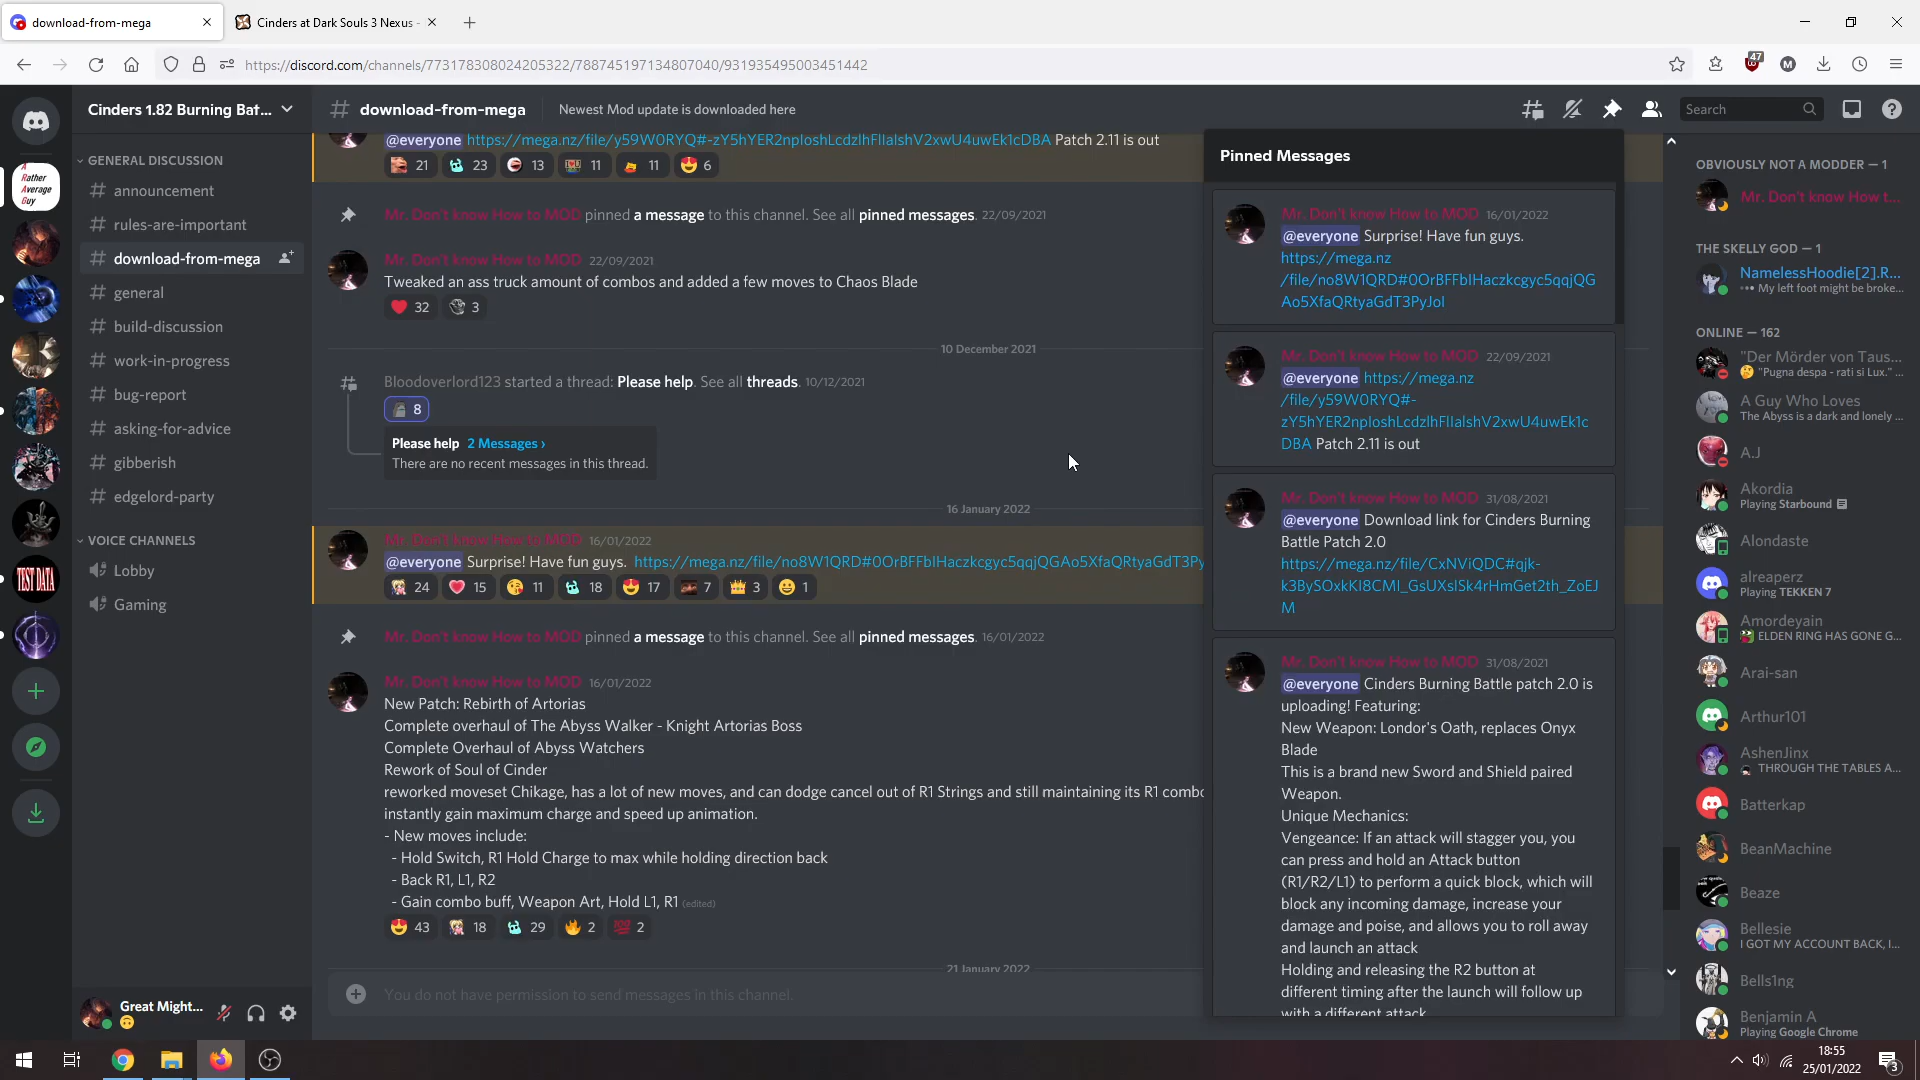 download-from-mega
Cinders at Dark Souls 3 Nexus -
https://discord.com/channels/773178308024205322/788745197134807040/931935495003451442
47
M
Cinders 1.82 Burning Bat...
download-from-mega
Newest Mod update is downloaded here
Search
A
Rather
Average
Guy
TEST DATA
GENERAL DISCUSSION
announcement
rules-are-important
download-from-mega
general
build-discussion
work-in-progress
bug-report
asking-for-advice
gibberish
edgelord-party
VOICE CHANNELS
Lobby
Gaming
Great Might...
@everyone https://mega.nz/file/y59W0RYQ#-zY5hYER2npIoshLcdzlhFlIalshV2xwU4uwEk1cDBA Patch 2.11 is out
21 23 13 11 11 6
Mr. Don't know How to MOD pinned a message to this channel. See all pinned messages. 22/09/2021
Mr. Don't know How to MOD 22/09/2021
Tweaked an ass truck amount of combos and added a few moves to Chaos Blade
32 3
10 December 2021
Bloodoverlord123 started a thread: Please help. See all threads. 10/12/2021
8
Please help 2 Messages ›
There are no recent messages in this thread.
16 January 2022
Mr. Don't know How to MOD 16/01/2022
@everyone Surprise! Have fun guys. https://mega.nz/file/no8W1QRD#0OrBFFbIHaczkcgyc5qqjQGAo5XfaQRtyaGdT3Py
24 15 11 18 17 7 3 1
Mr. Don't know How to MOD pinned a message to this channel. See all pinned messages. 16/01/2022
Mr. Don't know How to MOD 16/01/2022
New Patch: Rebirth of Artorias
Complete overhaul of The Abyss Walker - Knight Artorias Boss
Complete Overhaul of Abyss Watchers
Rework of Soul of Cinder
reworked moveset Chikage, has a lot of new moves, and can dodge cancel out of R1 Strings and still maintaining its R1 combo
instantly gain maximum charge and speed up animation.
- New moves include:
- Hold Switch, R1 Hold Charge to max while holding direction back
- Back R1, L1, R2
- Gain combo buff, Weapon Art, Hold L1, R1 (edited)
43 18 29 2 2
21 January 2022
You do not have permission to send messages in this channel.
Pinned Messages
Mr. Don't know How to MOD 16/01/2022
@everyone Surprise! Have fun guys.
https://mega.nz
/file/no8W1QRD#0OrBFFbIHaczkcgyc5qqjQG
Ao5XfaQRtyaGdT3PyJoI
Mr. Don't know How to MOD 22/09/2021
@everyone https://mega.nz
/file/y59W0RYQ#-
zY5hYER2npIoshLcdzlhFlIalshV2xwU4uwEk1c
DBA Patch 2.11 is out
Mr. Don't know How to MOD 31/08/2021
@everyone Download link for Cinders Burning
Battle Patch 2.0
https://mega.nz/file/CxNViQDC#qjk-
k3BySOxkKI8CMI_GsUXsISk4rHmGet2th_ZoEJ
M
Mr. Don't know How to MOD 31/08/2021
@everyone Cinders Burning Battle patch 2.0 is
uploading! Featuring:
New Weapon: Londor's Oath, replaces Onyx
Blade
This is a brand new Sword and Shield paired
Weapon.
Unique Mechanics:
Vengeance: If an attack will stagger you, you
can press and hold an Attack button
(R1/R2/L1) to perform a quick block, which will
block any incoming damage, increase your
damage and poise, and allows you to roll away
and launch an attack
Holding and releasing the R2 button at
different timing after the launch will follow up
with a different attack
OBVIOUSLY NOT A MODDER — 1
Mr. Don't know How t...
THE SKELLY GOD — 1
NamelessHoodie[2].R...
My left foot might be broke...
ONLINE — 162
"Der Mörder von Taus...
"Pugna despa - rati si Lux." ...
A Guy Who Loves
The Abyss is a dark and lonely ...
A.J
Akordia
Playing Starbound
Alondaste
alreaperz
Playing TEKKEN 7
Amordeyain
ELDEN RING HAS GONE G...
Arai-san
Arthur101
AshenJinx
THROUGH THE TABLES A...
Batterkap
BeanMachine
Beaze
Bellesie
I GOT MY ACCOUNT BACK, I...
Bells1ng
Benjamin A
Playing Google Chrome
18:55
25/01/2022
3